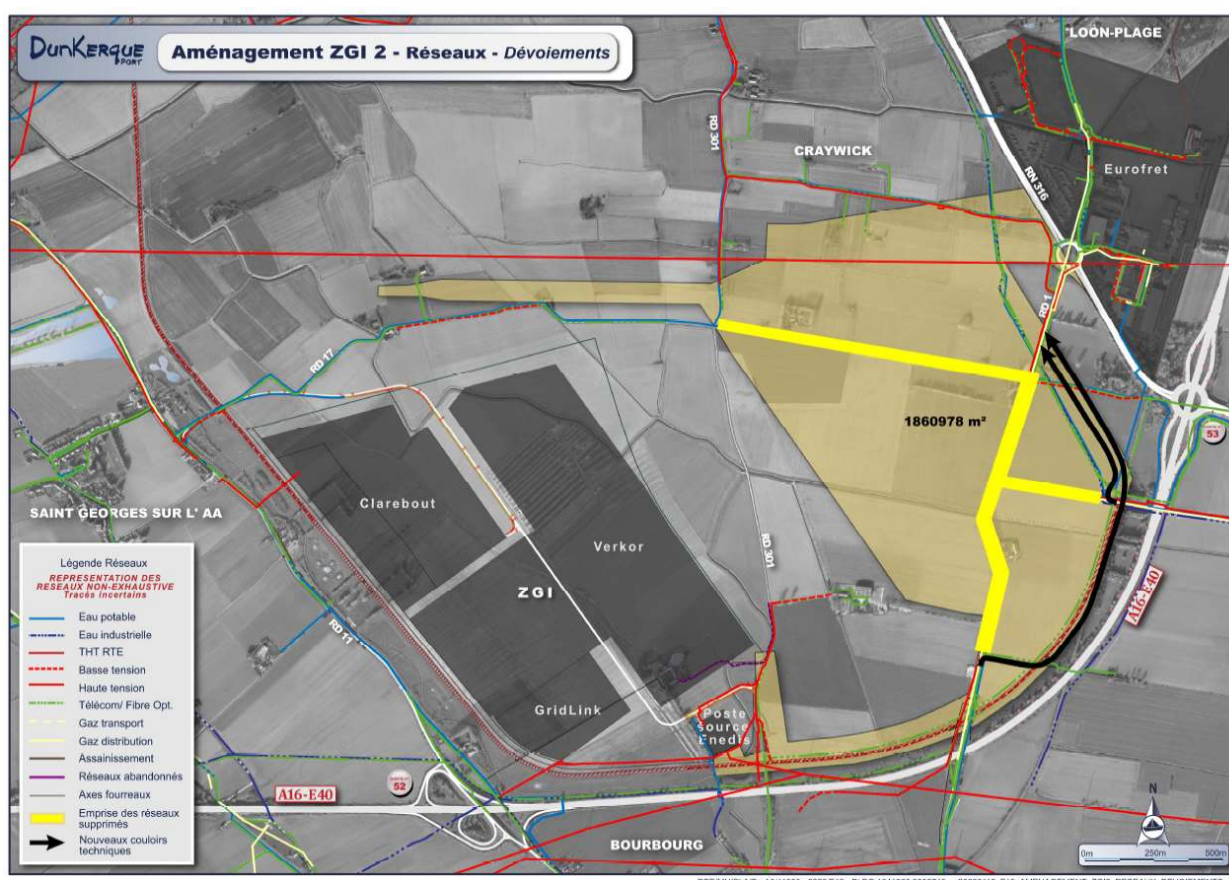 DUNKERQUE
PORT
Aménagement ZGI 2 - Réseaux - Dévoiements
LOON-PLAGE
RD 301
CRAYWICK
RN 316
Eurofret
RD 1
RD 17
1860978 m²
53
SAINT GEORGES SUR L' AA
Clarebout
Verkor
ZGI
RD 301
A16-E40
RD 11
GridLink
Poste
source
Enedis
52
A16-E40
BOURBOURG
Légende Réseaux
REPRESENTATION DES
RESEAUX NON-EXHAUSTIVE
Tracés incertains
Eau potable
Eau industrielle
THT RTE
Basse tension
Haute tension
Télécom/ Fibre Opt.
Gaz transport
Gaz distribution
Assainissement
Réseaux abandonnés
Axes fourreaux
Emprise des réseaux
supprimés
Nouveaux couloirs
techniques
N
0m 250m 500m